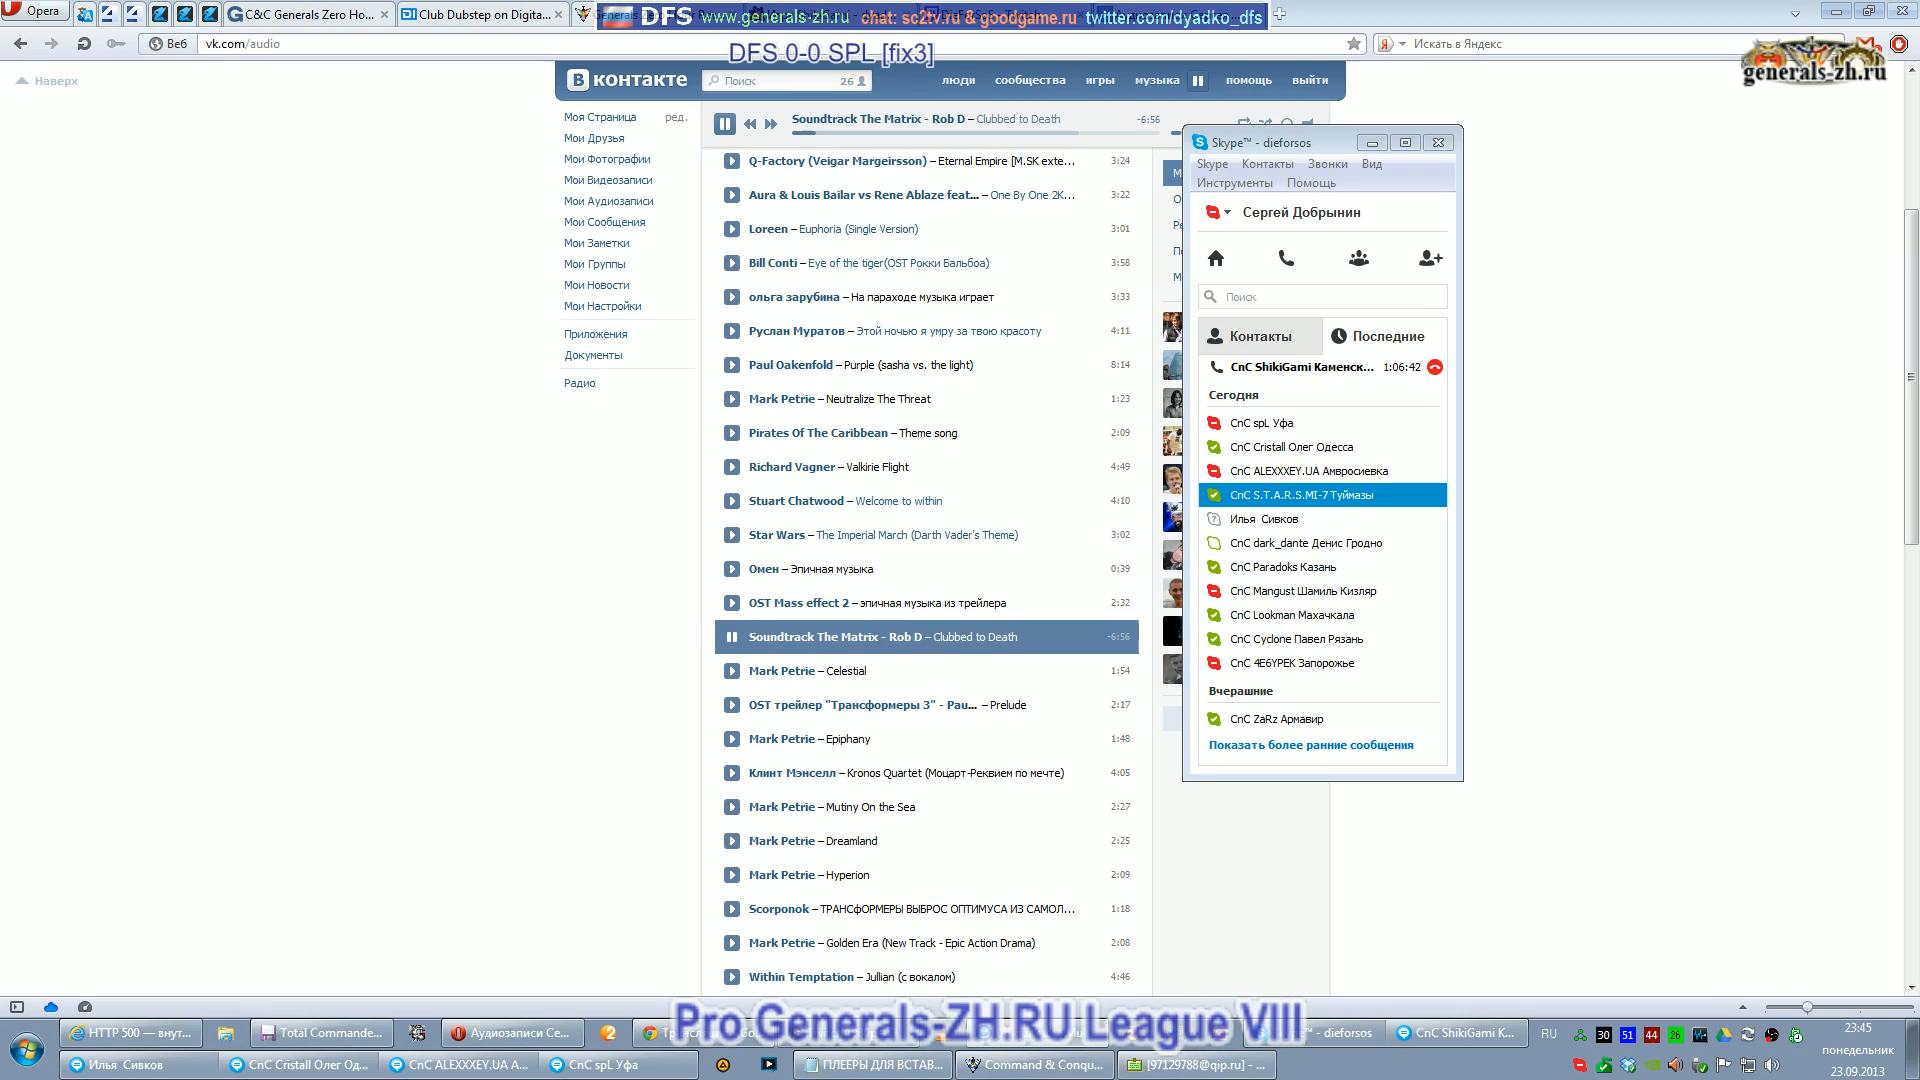 Opera
C&C Generals Zero Ho...
Club Dubstep on Digita...
DFS www.generals-zh.ru chat: sc2tv.ru & goodgame.ru twitter.com/dyadko_dfs
Веб
vk.com/audio
Искать в Яндекс
DFS 0-0 SPL [fix3]
generals-zh.ru
Наверх
В контакте
Поиск
26
люди
сообщества
игры
музыка
помощь
выйти
Моя Страница
ред.
Мои Друзья
Мои Фотографии
Мои Видеозаписи
Мои Аудиозаписи
Мои Сообщения
Мои Заметки
Мои Группы
Мои Новости
Мои Настройки
Приложения
Документы
Радио
Soundtrack The Matrix - Rob D – Clubbed to Death -6:56
Q-Factory (Veigar Margeirsson) – Eternal Empire [M.SK exte... 3:24
Aura & Louis Bailar vs Rene Ablaze feat... – One By One 2K... 3:22
Loreen – Euphoria (Single Version) 3:01
Bill Conti – Eye of the tiger(OST Рокки Бальбоа) 3:58
ольга зарубина – На параходе музыка играет 3:33
Руслан Муратов – Этой ночью я умру за твою красоту 4:11
Paul Oakenfold – Purple (sasha vs. the light) 8:14
Mark Petrie – Neutralize The Threat 1:23
Pirates Of The Caribbean – Theme song 2:09
Richard Vagner – Valkirie Flight 4:49
Stuart Chatwood – Welcome to within 4:10
Star Wars – The Imperial March (Darth Vader's Theme) 3:02
Омен – Эпичная музыка 0:39
OST Mass effect 2 – эпичная музыка из трейлера 2:32
Soundtrack The Matrix - Rob D – Clubbed to Death -6:56
Mark Petrie – Celestial 1:54
OST трейлер "Трансформеры 3" - Pau... – Prelude 2:17
Mark Petrie – Epiphany 1:48
Клинт Мэнселл – Kronos Quartet (Моцарт-Реквием по мечте) 4:05
Mark Petrie – Mutiny On the Sea 2:27
Mark Petrie – Dreamland 2:25
Mark Petrie – Hyperion 2:09
Scorponok – ТРАНСфОРМЕРЫ ВЫБРОС ОПТИМУСА ИЗ САМОЛ... 1:18
Mark Petrie – Golden Era (New Track - Epic Action Drama) 2:08
Within Temptation – Jullian (с вокалом) 4:46
Skype™ - dieforsos
Skype Контакты Звонки Вид
Инструменты Помощь
Сергей Добрынин
Поиск
Контакты
Последние
CnC ShikiGami Каменск... 1:06:42
Сегодня
CnC spL Уфа
CnC Cristall Олег Одесса
CnC ALEXXXEY.UA Амвросиевка
CnC S.T.A.R.S.MI-7 Туймазы
Илья Сивков
CnC dark_dante Денис Гродно
CnC Paradoks Казань
CnC Mangust Шамиль Кизляр
CnC Lookman Махачкала
CnC Cyclone Павел Рязань
CnC 4E6YPEK Запорожье
Вчерашние
CnC ZaRz Армавир
Показать более ранние сообщения
Pro Generals-ZH.RU League VIII
HTTP 500 — внут...
Total Commande...
Аудиозаписи Се...
- dieforsos
CnC ShikiGami K...
RU
30
51
44
26
23:45
Илья Сивков
CnC Cristall Олег Од...
CnC ALEXXXEY.UA А...
CnC spL Уфа
ПЛЕЕРЫ ДЛЯ ВСТАВ...
Command & Conqu...
[97129788@qip.ru] - ...
понедельник
23.09.2013